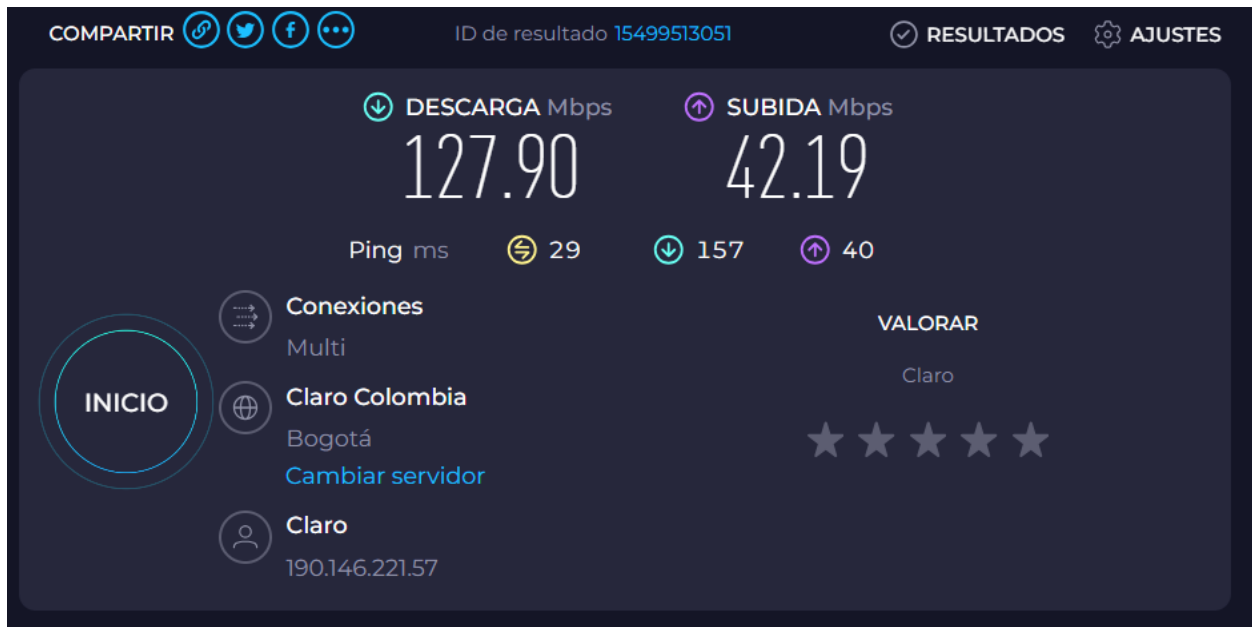 COMPARTIR
ID de resultado 15499513051
RESULTADOS
AJUSTES
DESCARGA Mbps
SUBIDA Mbps
127.90
42.19
Ping ms 29 157 40
Conexiones
Multi
VALORAR
Claro
INICIO
Claro Colombia
Bogotá
Cambiar servidor
Claro
190.146.221.57